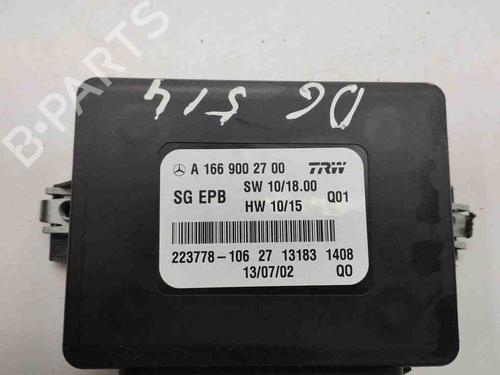 B-PARTS
DG 514
A 166 900 27 00 TRW
SG EPB SW 10/18.00 Q01
HW 10/15
223778-106 27 13183 1408
13/07/02 QO